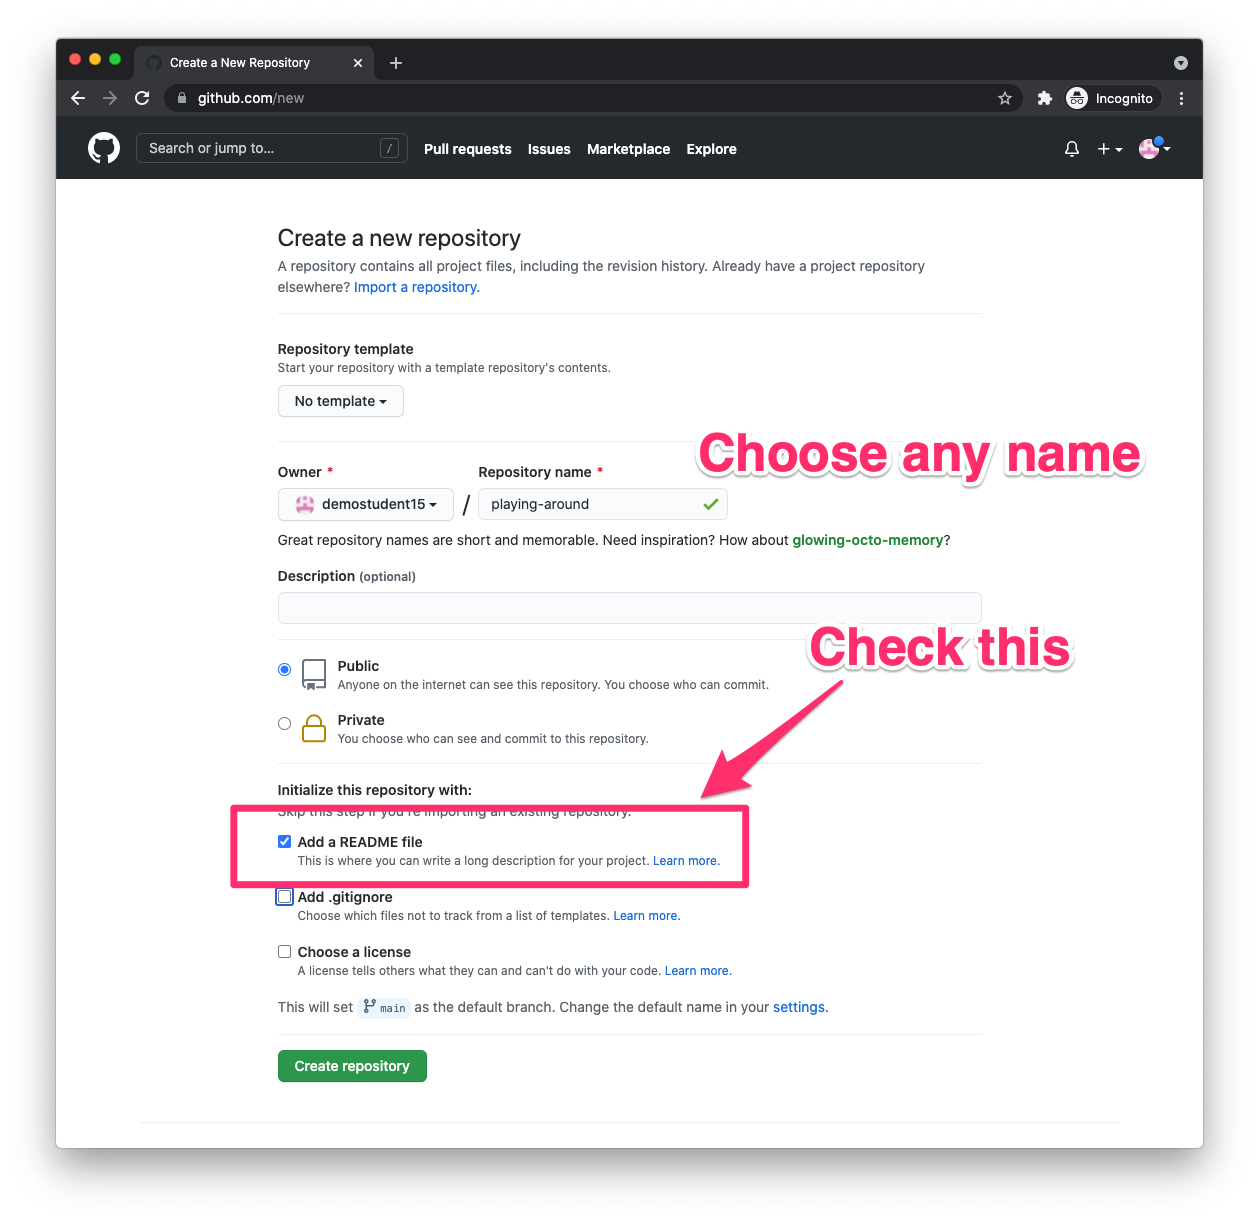 Create a New Repository
github.com/new
Incognito
Search or jump to...
/
Pull requests
Issues
Marketplace
Explore
Create a new repository
A repository contains all project files, including the revision history. Already have a project repository
elsewhere? Import a repository.
Repository template
Start your repository with a template repository's contents.
No template
Choose any name
Owner *
Repository name *
demostudent15
/
playing-around
Great repository names are short and memorable. Need inspiration? How about glowing-octo-memory?
Description (optional)
Check this
Public
Anyone on the internet can see this repository. You choose who can commit.
Private
You choose who can see and commit to this repository.
Initialize this repository with:
Skip this step if you're importing an existing repository.
Add a README file
This is where you can write a long description for your project. Learn more.
Add .gitignore
Choose which files not to track from a list of templates. Learn more.
Choose a license
A license tells others what they can and can't do with your code. Learn more.
This will set main as the default branch. Change the default name in your settings.
Create repository